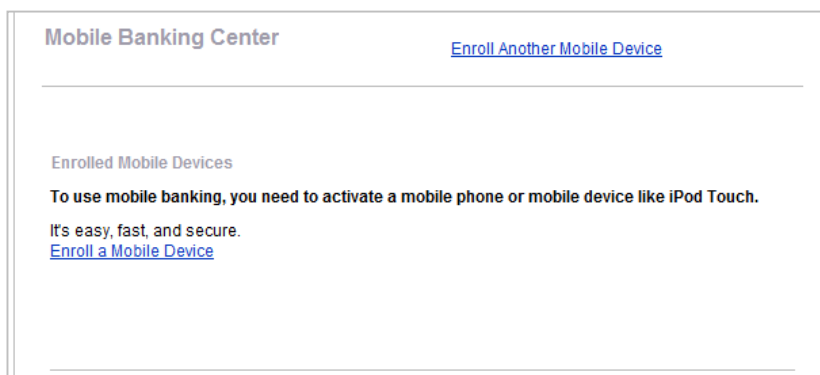 Mobile Banking Center
Enroll Another Mobile Device
Enrolled Mobile Devices
To use mobile banking, you need to activate a mobile phone or mobile device like iPod Touch.
It's easy, fast, and secure.
Enroll a Mobile Device